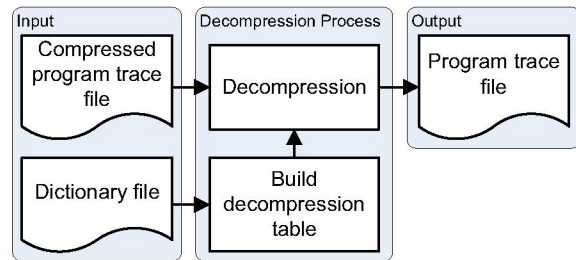 Input
Compressed
program trace
file
Dictionary file
Decompression Process
Decompression
Build
decompression
table
Output
Program trace
file